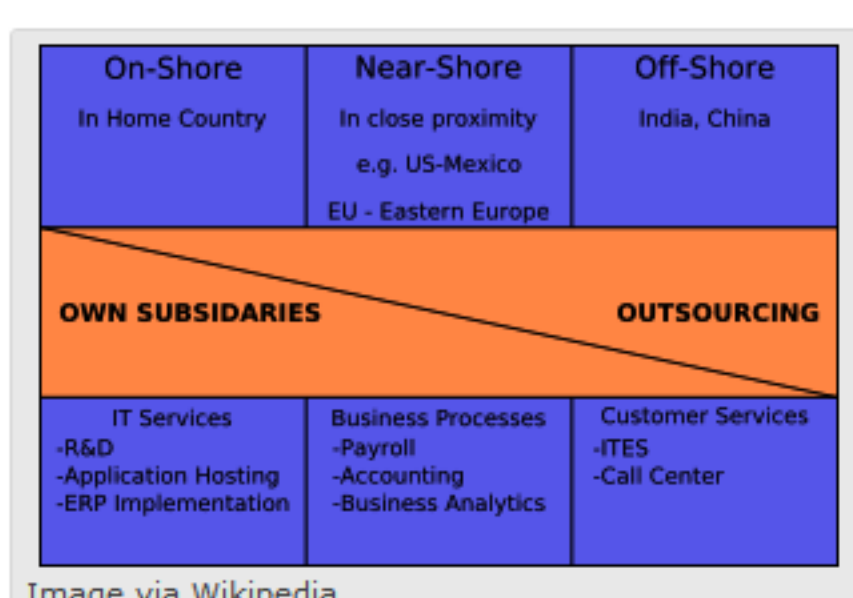 On-Shore
In Home Country
Near-Shore
In close proximity
e.g. US-Mexico
EU - Eastern Europe
Off-Shore
India, China
OWN SUBSIDARIES
OUTSOURCING
IT Services
-R&D
-Application Hosting
-ERP Implementation
Business Processes
-Payroll
-Accounting
-Business Analytics
Customer Services
-ITES
-Call Center
Image via Wikipedia